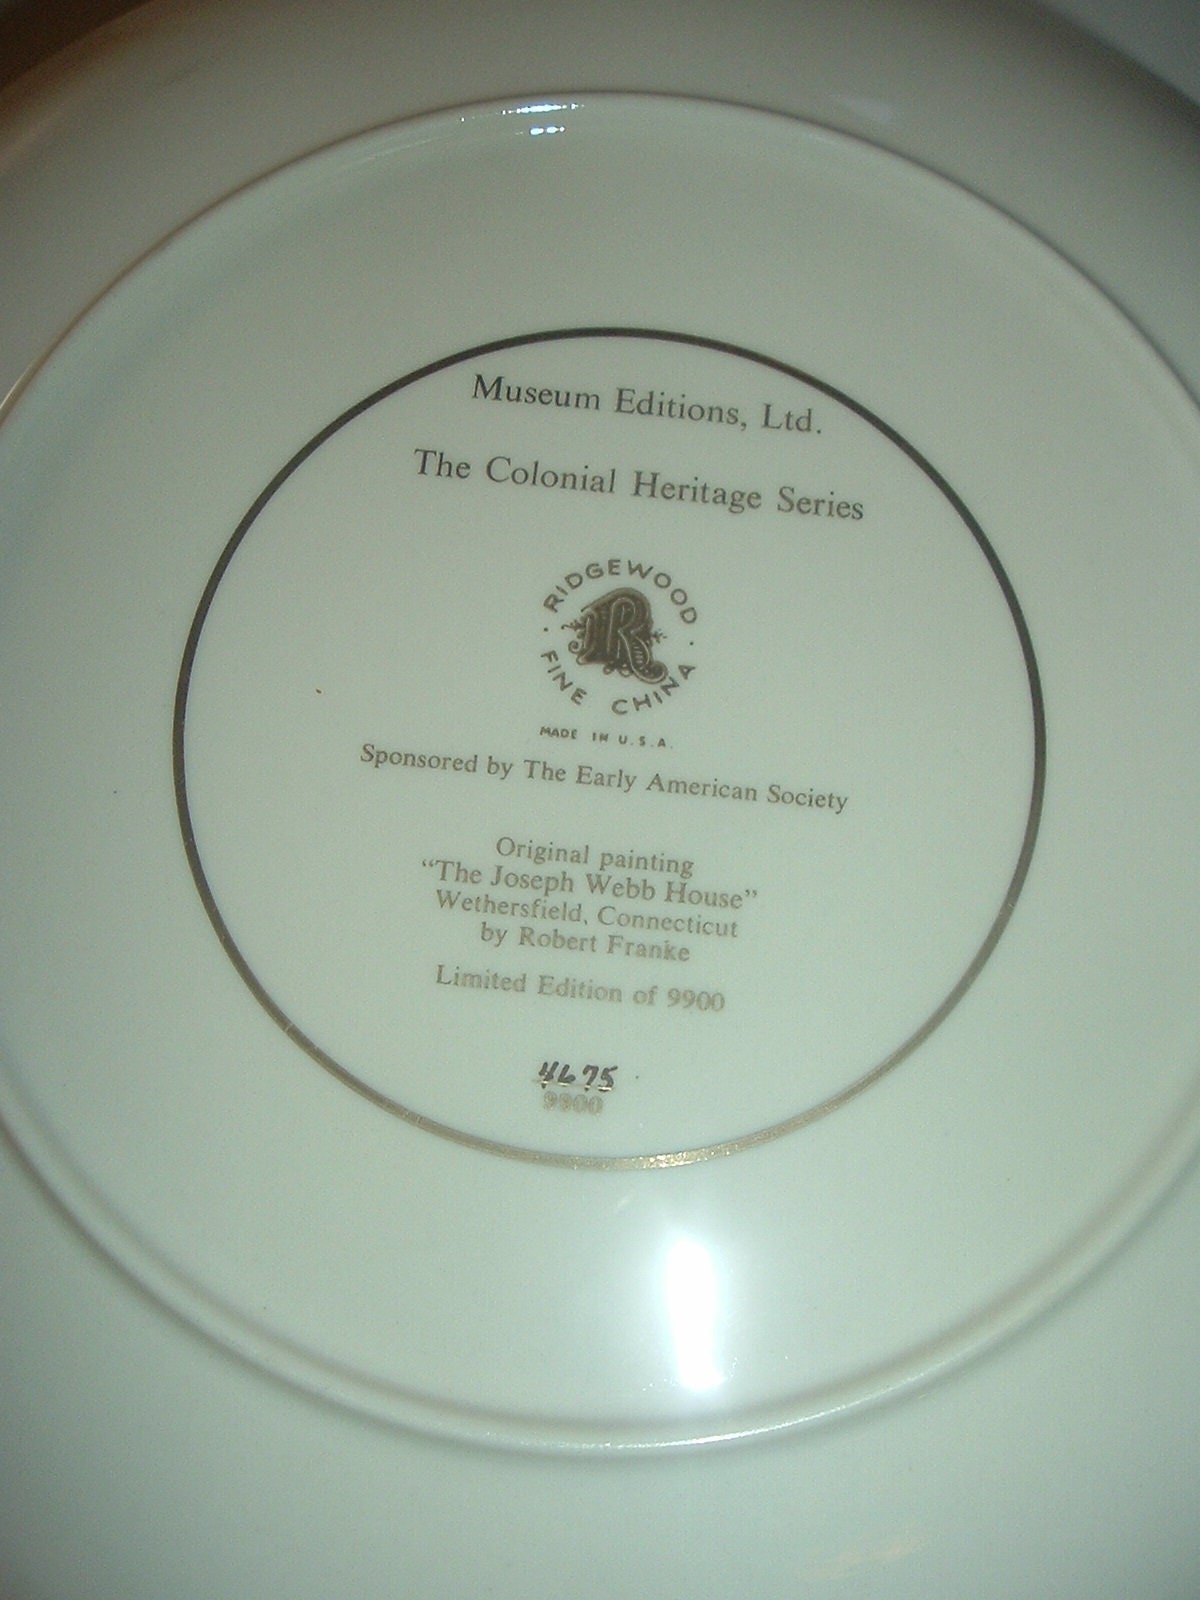 Museum Editions, Ltd.
The Colonial Heritage Series
RIDGEWOOD
R
FINE CHINA
MADE IN U.S.A.
Sponsored by The Early American Society
Original painting
“The Joseph Webb House”
Wethersfield, Connecticut
by Robert Franke
Limited Edition of 9900
4675
9900